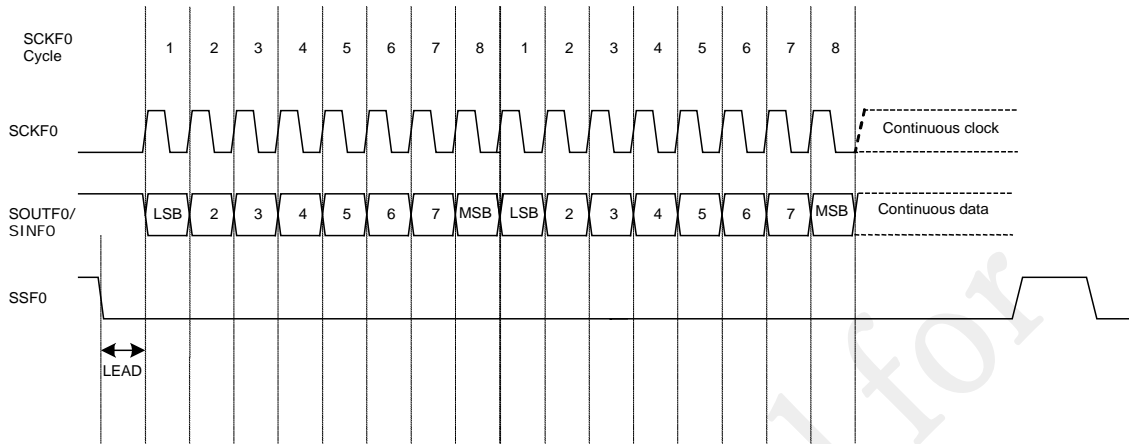 SCKF0
Cycle
1 2 3 4 5 6 7 8 1 2 3 4 5 6 7 8
SCKF0
Continuous clock
SOUTF0/
SINF0
LSB 2 3 4 5 6 7 MSB LSB 2 3 4 5 6 7 MSB
Continuous data
SSF0
LEAD
d for